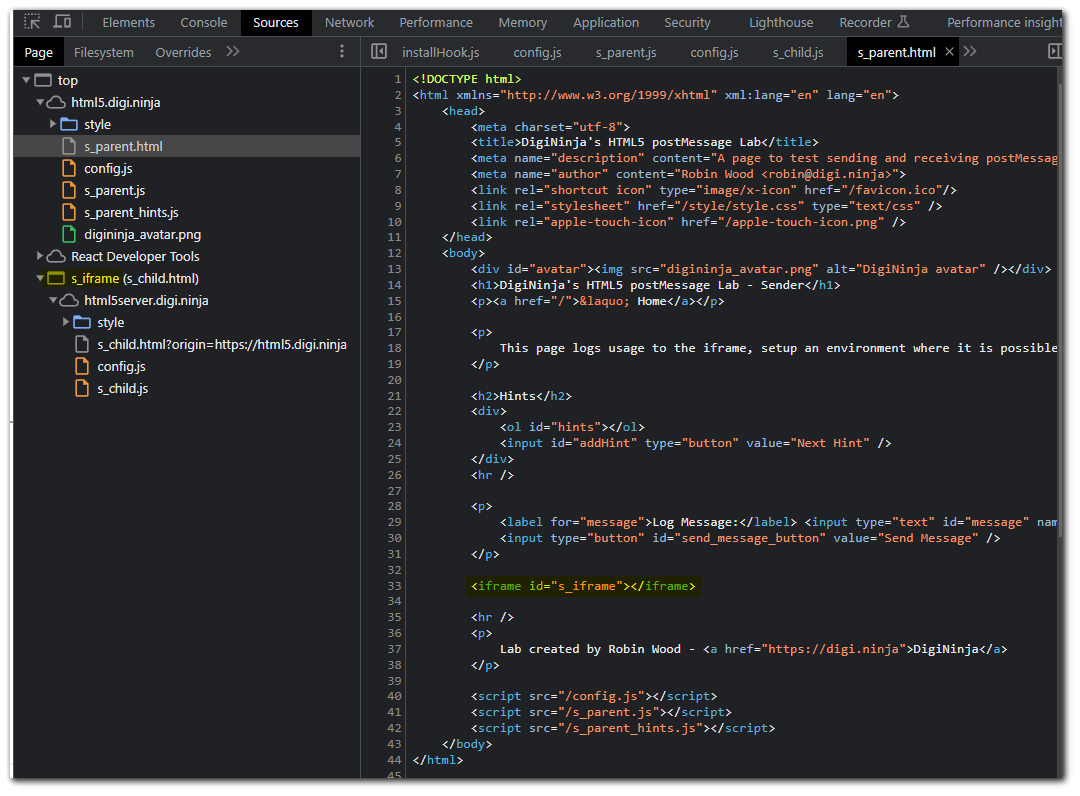 Elements Console Sources Network Performance Memory Application Security Lighthouse Recorder Performance insight
Page Filesystem Overrides
installHook.js config.js s_parent.js config.js s_child.js s_parent.html ×
top
html5.digi.ninja
style
s_parent.html
config.js
s_parent.js
s_parent_hints.js
digininja_avatar.png
React Developer Tools
s_iframe (s_child.html)
html5server.digi.ninja
style
s_child.html?origin=https://html5.digi.ninja
config.js
s_child.js
1 <!DOCTYPE html>
2 <html xmlns="http://www.w3.org/1999/xhtml" xml:lang="en" lang="en">
3 <head>
4 <meta charset="utf-8">
5 <title>DigiNinja's HTML5 postMessage Lab</title>
6 <meta name="description" content="A page to test sending and receiving postMessage
7 <meta name="author" content="Robin Wood <robin@digi.ninja>">
8 <link rel="shortcut icon" type="image/x-icon" href="/favicon.ico"/>
9 <link rel="stylesheet" href="/style/style.css" type="text/css" />
10 <link rel="apple-touch-icon" href="/apple-touch-icon.png" />
11 </head>
12 <body>
13 <div id="avatar"><img src="digininja_avatar.png" alt="DigiNinja avatar" /></div>
14 <h1>DigiNinja's HTML5 postMessage Lab - Sender</h1>
15 <p><a href="/">&laquo; Home</a></p>
16
17 <p>
18 This page logs usage to the iframe, setup an environment where it is possible
19 </p>
20
21 <h2>Hints</h2>
22 <div>
23 <ol id="hints"></ol>
24 <input id="addHint" type="button" value="Next Hint" />
25 </div>
26 <hr />
27
28 <p>
29 <label for="message">Log Message:</label> <input type="text" id="message" nam
30 <input type="button" id="send_message_button" value="Send Message" />
31 </p>
32
33 <iframe id="s_iframe"></iframe>
34
35 <hr />
36 <p>
37 Lab created by Robin Wood - <a href="https://digi.ninja">DigiNinja</a>
38 </p>
39
40 <script src="/config.js"></script>
41 <script src="/s_parent.js"></script>
42 <script src="/s_parent_hints.js"></script>
43 </body>
44 </html>
45